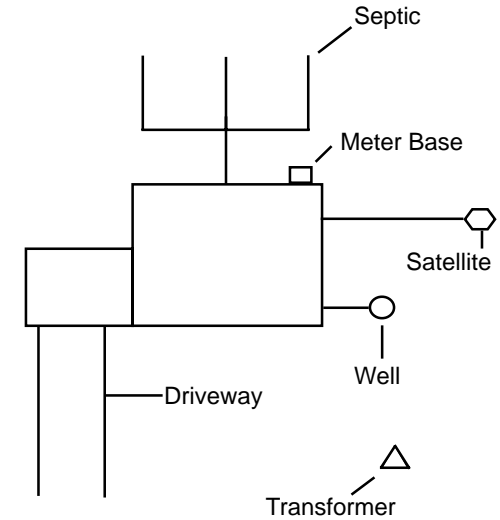 Septic
Meter Base
Satellite
Well
Driveway
Transformer